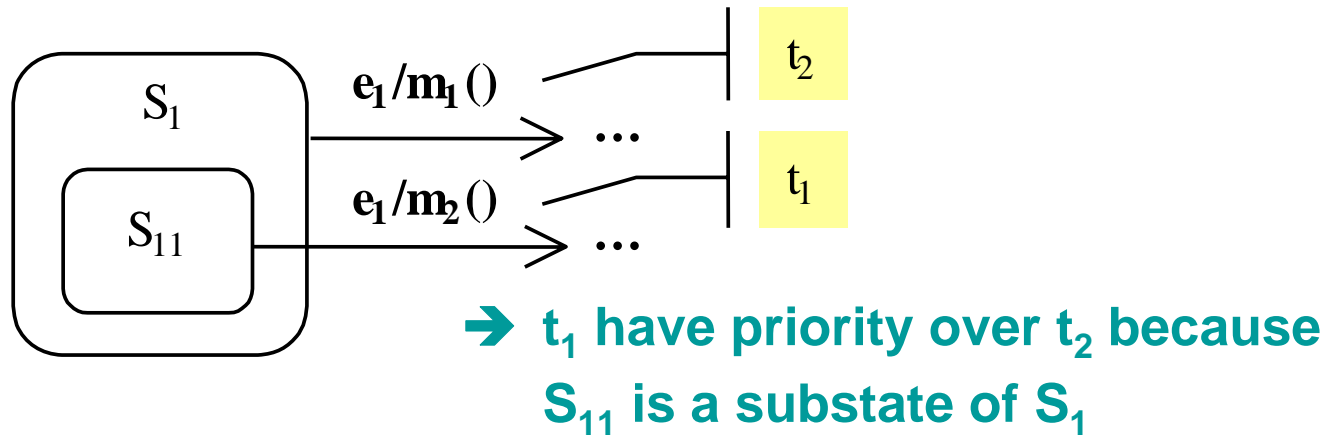 S₁
e₁/m₁()
...
t₂
S₁₁
e₁/m₂()
...
t₁
➔ t₁ have priority over t₂ because
S₁₁ is a substate of S₁